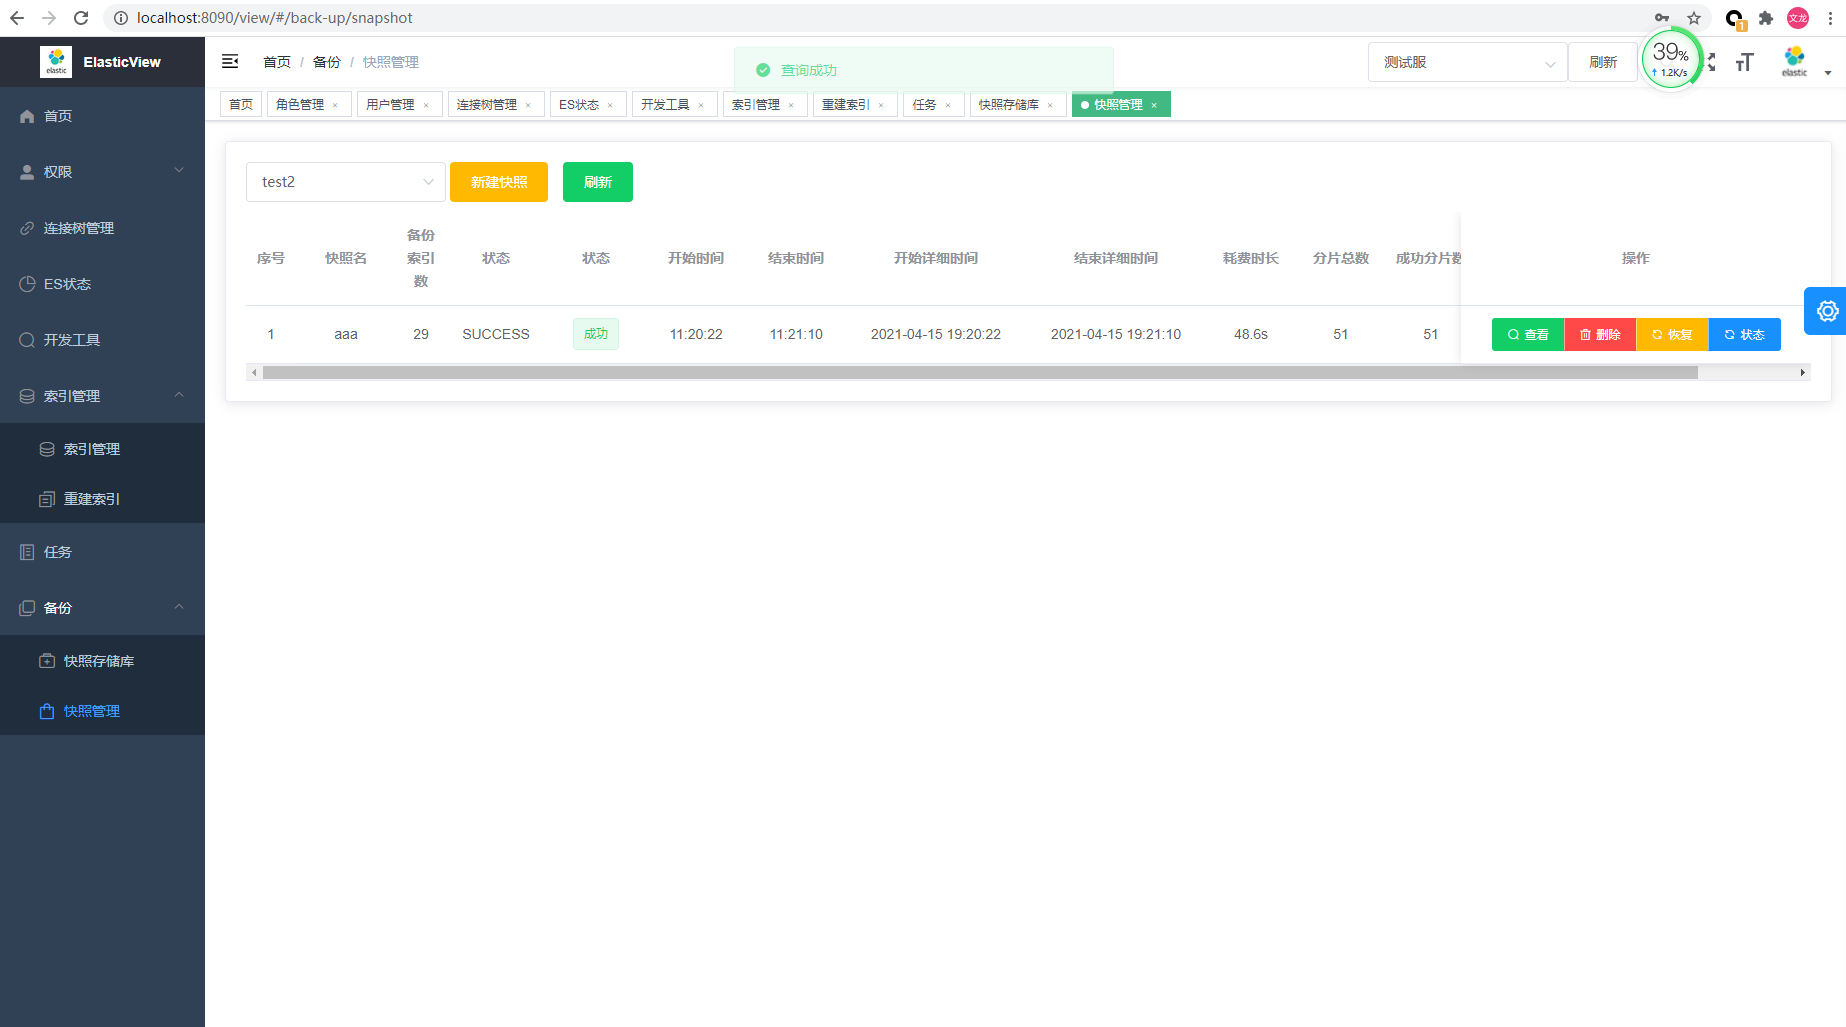 localhost:8090/view/#/back-up/snapshot
1
文龙
elastic
ElasticView
首页 / 备份 / 快照管理
查询成功
测试服
刷新
39%
↑ 1.2K/s
elastic
首页
角色管理 ×
用户管理 ×
连接树管理 ×
ES状态 ×
开发工具 ×
索引管理 ×
重建索引 ×
任务 ×
快照存储库 ×
快照管理 ×
首页
权限
连接树管理
ES状态
开发工具
索引管理
索引管理
重建索引
任务
备份
快照存储库
快照管理
test2
新建快照
刷新
序号 快照名 备份索引数 状态 状态 开始时间 结束时间 开始详细时间 结束详细时间 耗费时长 分片总数 成功分片数 操作
1 aaa 29 SUCCESS 成功 11:20:22 11:21:10 2021-04-15 19:20:22 2021-04-15 19:21:10 48.6s 51 51 查看 删除 恢复 状态